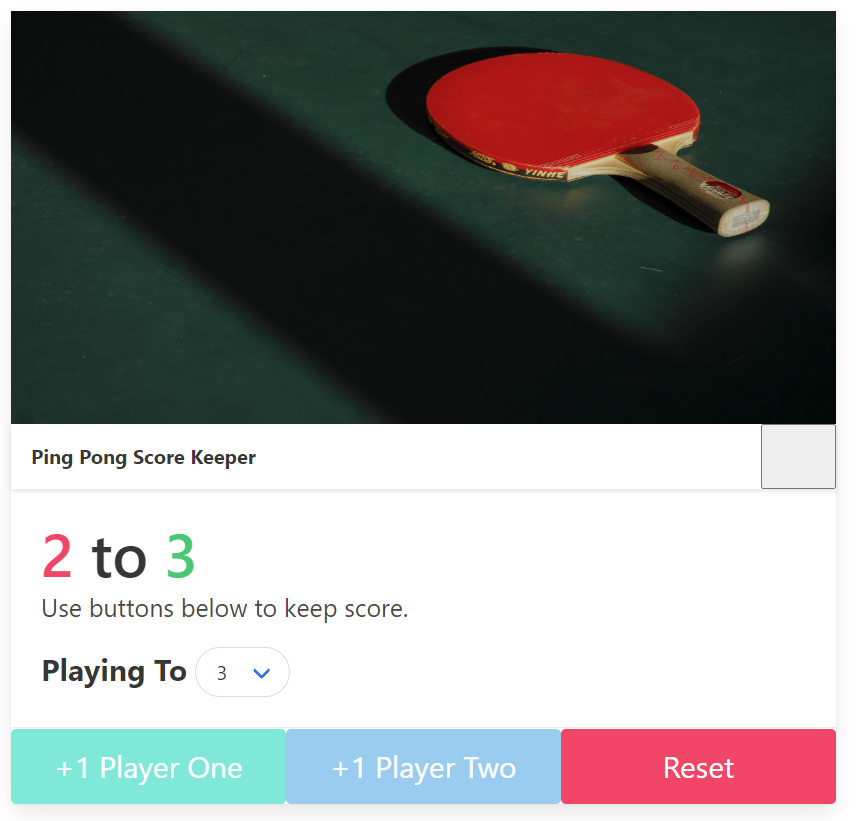 YINHE
Ping Pong Score Keeper
2 to 3
Use buttons below to keep score.
Playing To 3
+1 Player One +1 Player Two Reset